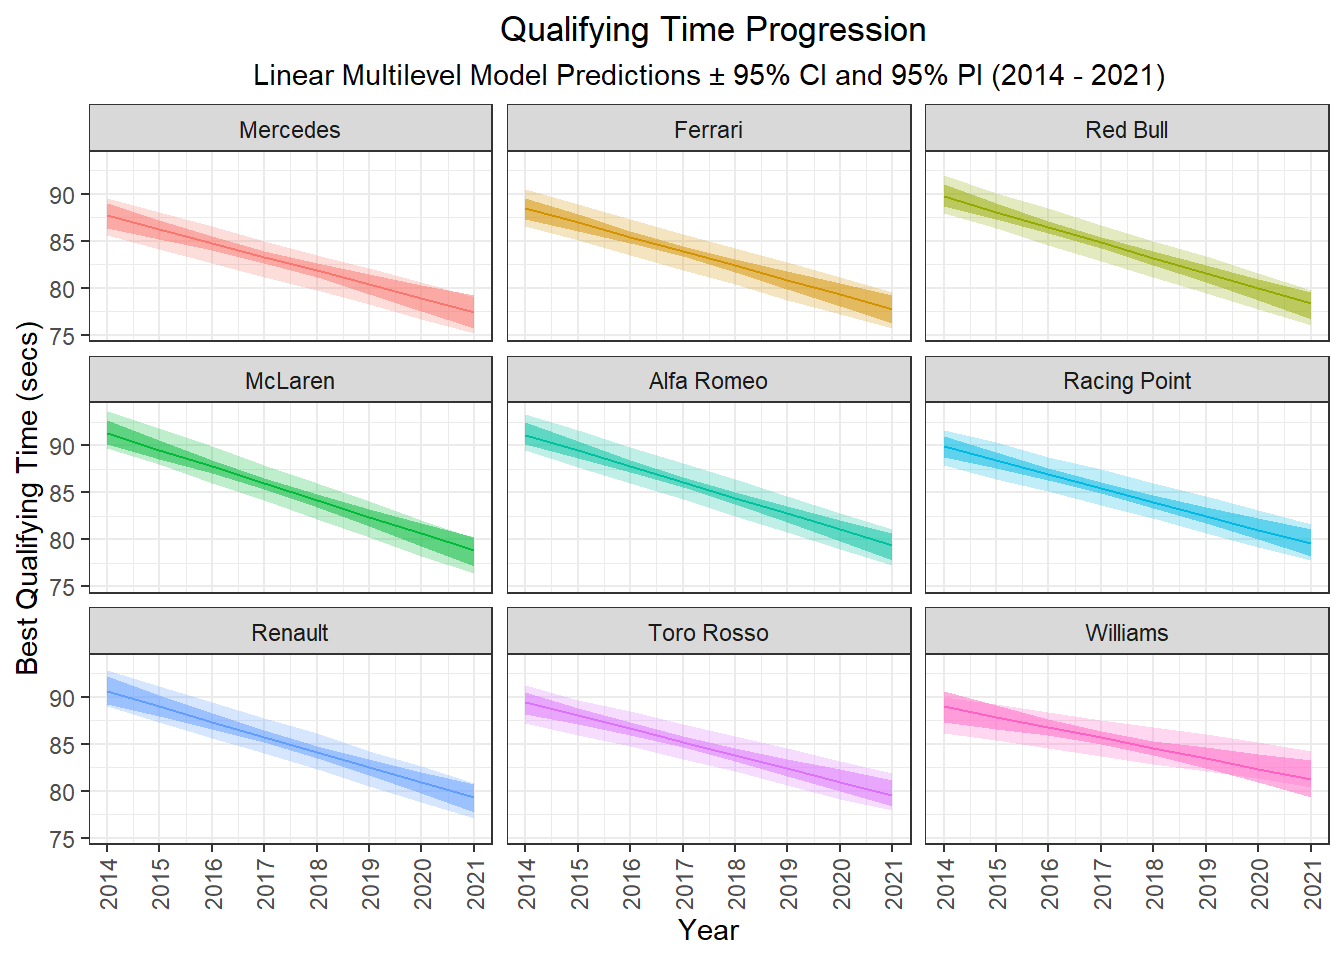 Qualifying Time Progression
Linear Multilevel Model Predictions ± 95% CI and 95% PI (2014 - 2021)
Mercedes Ferrari Red Bull
90
85
80
75
McLaren Alfa Romeo Racing Point
90
85
80
75
Renault Toro Rosso Williams
90
85
80
75
Best Qualifying Time (secs)
2014 2015 2016 2017 2018 2019 2020 2021 2014 2015 2016 2017 2018 2019 2020 2021 2014 2015 2016 2017 2018 2019 2020 2021
Year